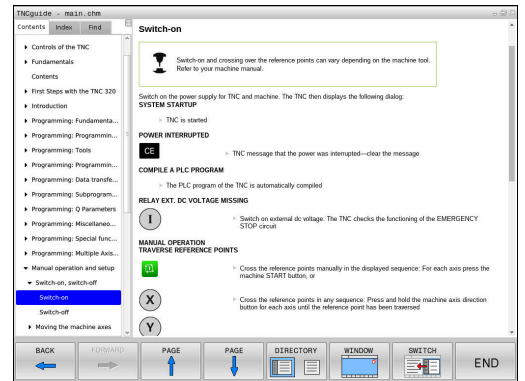 TNCguide - main.chm
Contents Index Find
Controls of the TNC
Fundamentals
Contents
First Steps with the TNC 320
Introduction
Programming: Fundamenta...
Programming: Programmin...
Programming: Tools
Programming: Programmin...
Programming: Data transfe...
Programming: Subprogram...
Programming: Q Parameters
Programming: Miscellaneo...
Programming: Special func...
Programming: Multiple Axis...
Manual operation and setup
Switch-on, switch-off
Switch-on
Switch-off
Moving the machine axes
Switch-on
Switch-on and crossing over the reference points can vary depending on the machine tool.
Refer to your machine manual.
Switch on the power supply for TNC and machine. The TNC then displays the following dialog:
SYSTEM STARTUP
TNC is started
POWER INTERRUPTED
CE
TNC message that the power was interrupted—clear the message
COMPILE A PLC PROGRAM
The PLC program of the TNC is automatically compiled
RELAY EXT. DC VOLTAGE MISSING
I
Switch on external dc voltage. The TNC checks the functioning of the EMERGENCY
STOP circuit
MANUAL OPERATION
TRAVERSE REFERENCE POINTS
Cross the reference points manually in the displayed sequence: For each axis press the
machine START button, or
X
Cross the reference points in any sequence: Press and hold the machine axis direction
button for each axis until the reference point has been traversed
Y
BACK FORWARD PAGE PAGE DIRECTORY WINDOW SWITCH END